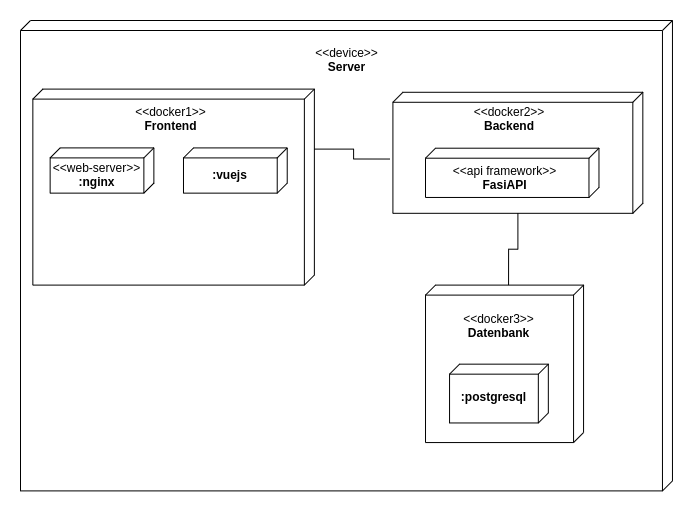 <<device>>
Server
<<docker1>>
Frontend
<<web-server>>
:nginx
:vuejs
<<docker2>>
Backend
<<api framework>>
FasiAPI
<<docker3>>
Datenbank
:postgresql